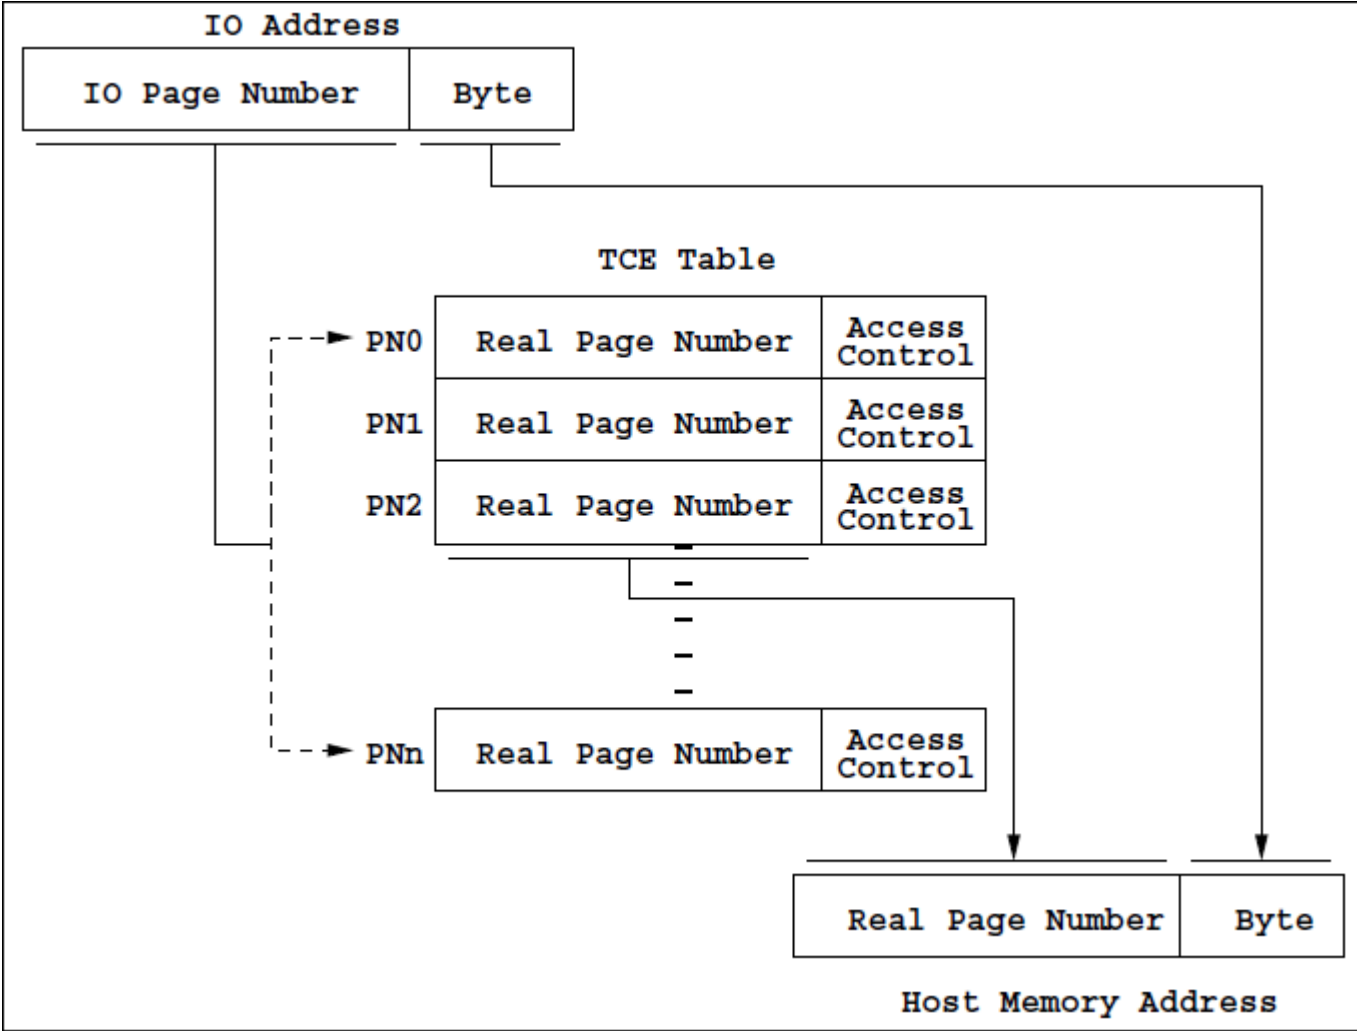 IO Address
IO Page Number Byte
TCE Table
PN0 Real Page Number Access Control
PN1 Real Page Number Access Control
PN2 Real Page Number Access Control
PNn Real Page Number Access Control
Real Page Number Byte
Host Memory Address